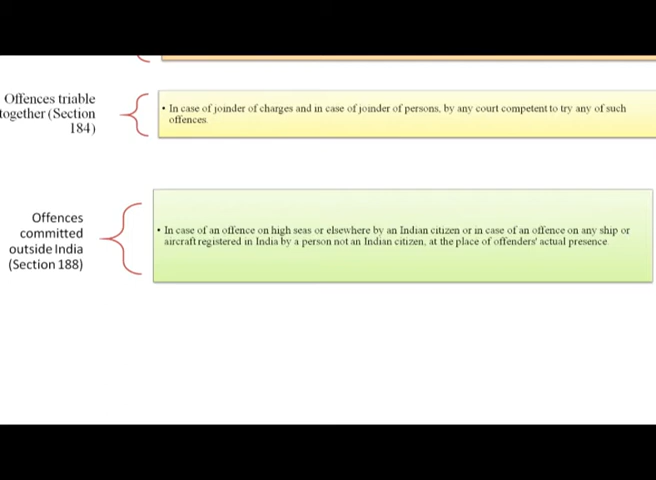 Offences triable
together (Section
184)
• In case of joinder of charges and in case of joinder of persons, by any court competent to try any of such
offences.
Offences
committed
outside India
(Section 188)
• In case of an offence on high seas or elsewhere by an Indian citizen or in case of an offence on any ship or
aircraft registered in India by a person not an Indian citizen, at the place of offenders' actual presence.